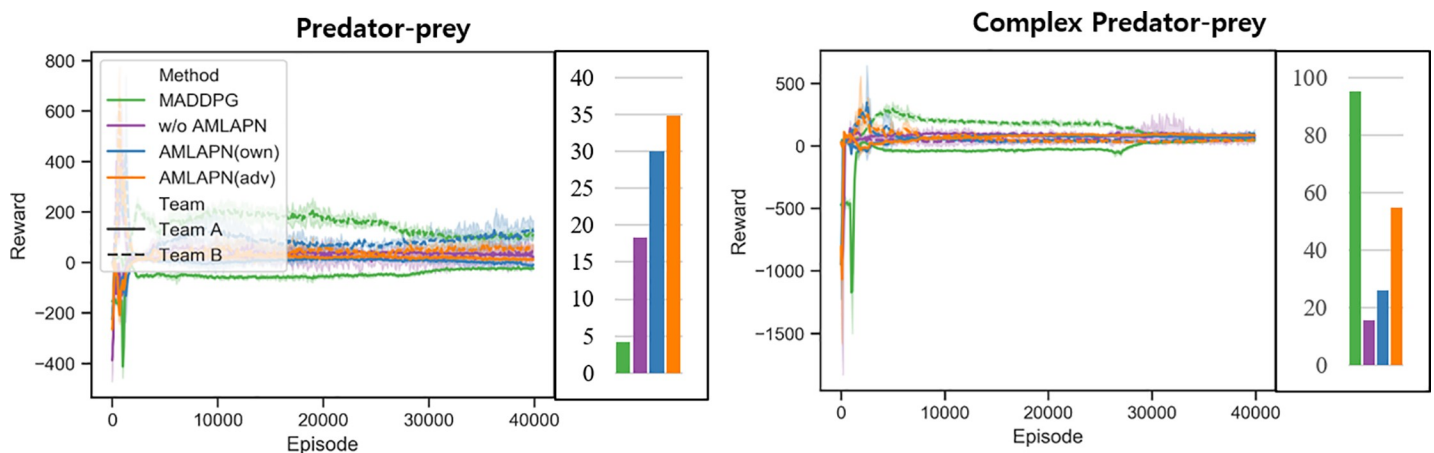 Predator-prey
800
600
400
200
0
−200
−400
Reward
Method
MADDPG
w/o AMLAPN
AMLAPN(own)
AMLAPN(adv)
Team
Team A
Team B
0
10000
20000
30000
40000
Episode
40
35
30
25
20
15
10
5
0
Complex Predator-prey
500
0
−500
−1000
−1500
Reward
0
10000
20000
30000
40000
Episode
100
80
60
40
20
0